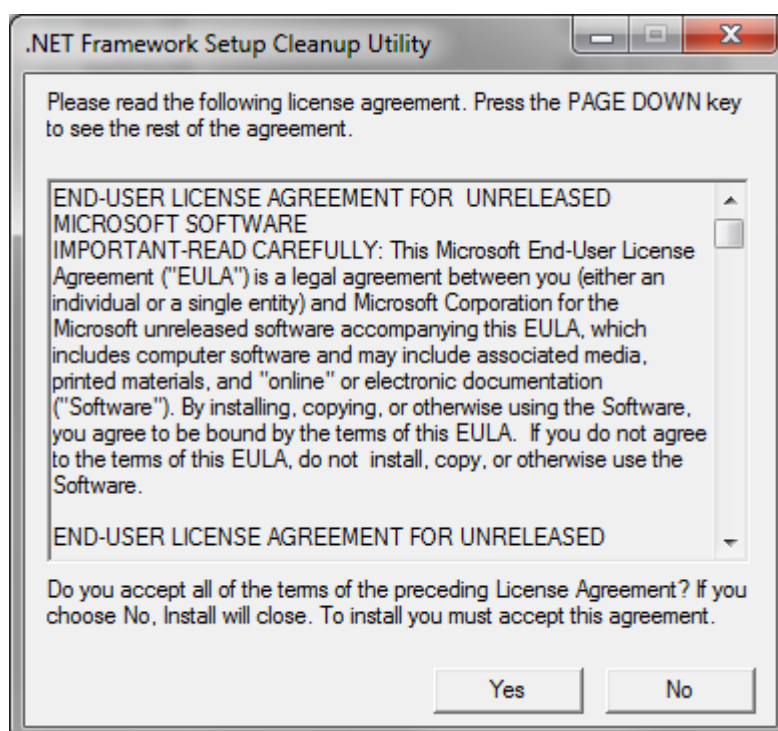 .NET Framework Setup Cleanup Utility
Please read the following license agreement. Press the PAGE DOWN key
to see the rest of the agreement.
END-USER LICENSE AGREEMENT FOR  UNRELEASED
MICROSOFT SOFTWARE
IMPORTANT-READ CAREFULLY: This Microsoft End-User License
Agreement ("EULA") is a legal agreement between you (either an
individual or a single entity) and Microsoft Corporation for the
Microsoft unreleased software accompanying this EULA, which
includes computer software and may include associated media,
printed materials, and "online" or electronic documentation
("Software"). By installing, copying, or otherwise using the Software,
you agree to be bound by the terms of this EULA.  If you do not agree
to the terms of this EULA, do not  install, copy, or otherwise use the
Software.
END-USER LICENSE AGREEMENT FOR UNRELEASED
Do you accept all of the terms of the preceding License Agreement? If you
choose No, Install will close. To install you must accept this agreement.
Yes
No